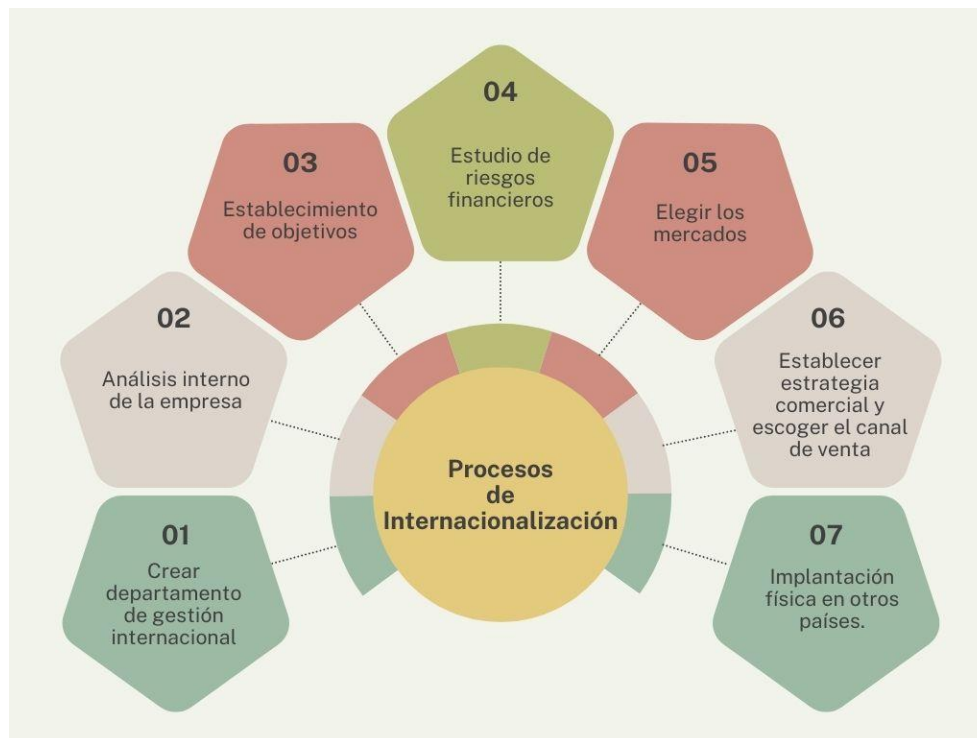 01
Crear
departamento
de gestión
internacional
02
Análisis interno
de la empresa
03
Establecimiento
de objetivos
04
Estudio de
riesgos
financieros
05
Elegir los
mercados
06
Establecer
estrategia
comercial y
escoger el canal
de venta
07
Implantación
física en otros
países.
Procesos
de
Internacionalización